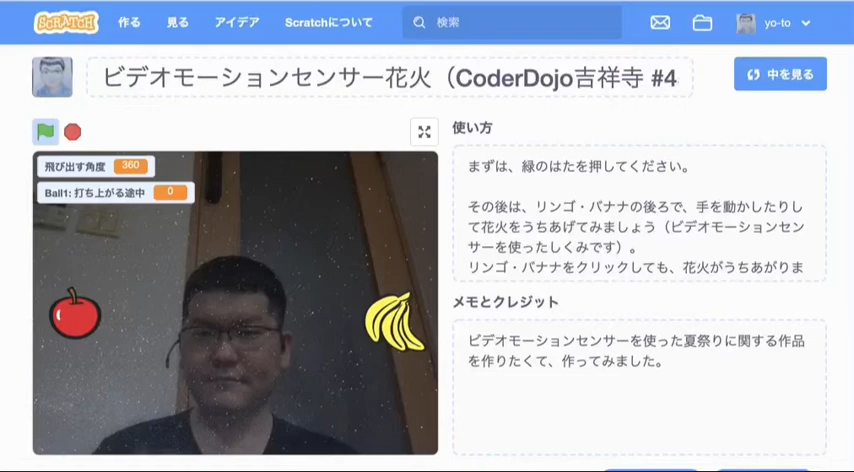 SCRATCH 作る 見る アイデア Scratchについて 検索 yo-to
ビデオモーションセンサー花火（CoderDojo吉祥寺 #4
中を見る
使い方
飛び出す角度 360
Ball1: 打ち上がる途中 0
まずは、緑のはたを押してください。
その後は、リンゴ・バナナの後ろで、手を動かしたりし
て花火をうちあげてみましょう（ビデオモーションセン
サーを使ったしくみです）。
リンゴ・バナナをクリックしても、花火がうちあがりま
メモとクレジット
ビデオモーションセンサーを使った夏祭りに関する作品
を作りたくて、作ってみました。